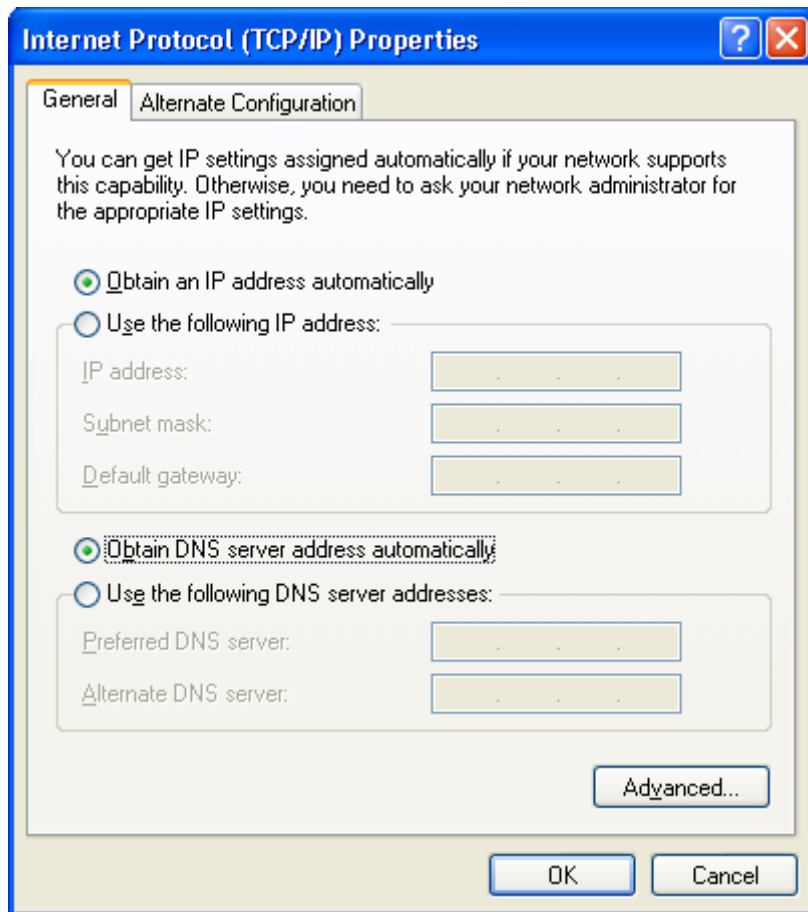 Internet Protocol (TCP/IP) Properties
General
Alternate Configuration
You can get IP settings assigned automatically if your network supports
this capability. Otherwise, you need to ask your network administrator for
the appropriate IP settings.
Obtain an IP address automatically
Use the following IP address:
IP address:
Subnet mask:
Default gateway:
Obtain DNS server address automatically
Use the following DNS server addresses:
Preferred DNS server:
Alternate DNS server:
Advanced...
OK
Cancel